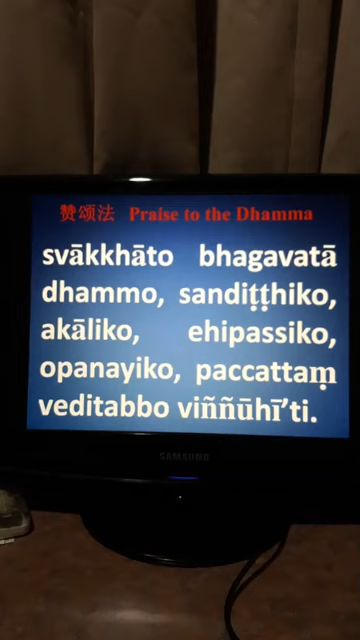 赞颂法 Praise to the Dhamma
svākkhāto bhagavatā
dhammo, sandiṭṭhiko,
akāliko, ehipassiko,
opanayiko, paccattaṃ
veditabbo viññūhī'ti.
SAMSUNG